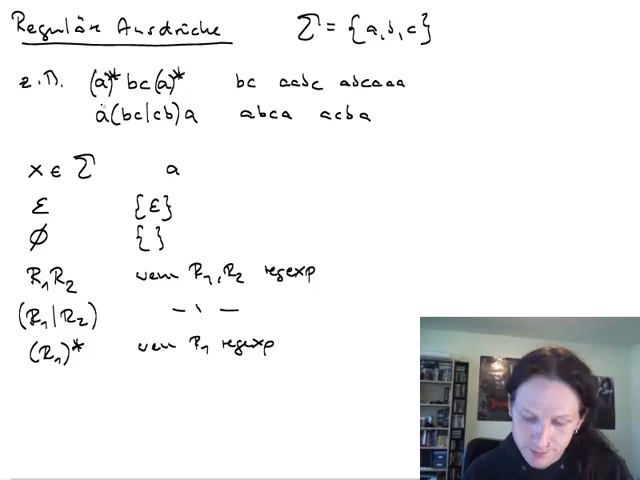 Reguläre Ausdrücke Σ = {a, b, c}
z.B. (a)* bc(a)* bc aabc abcaaa
a(bc|cb)a abca acba
x ∈ Σ a
ε {ε}
∅ {}
R₁R₂ wenn R₁, R₂ regexp
(R₁|R₂) — " —
(R₁)* wenn R₁ regexp